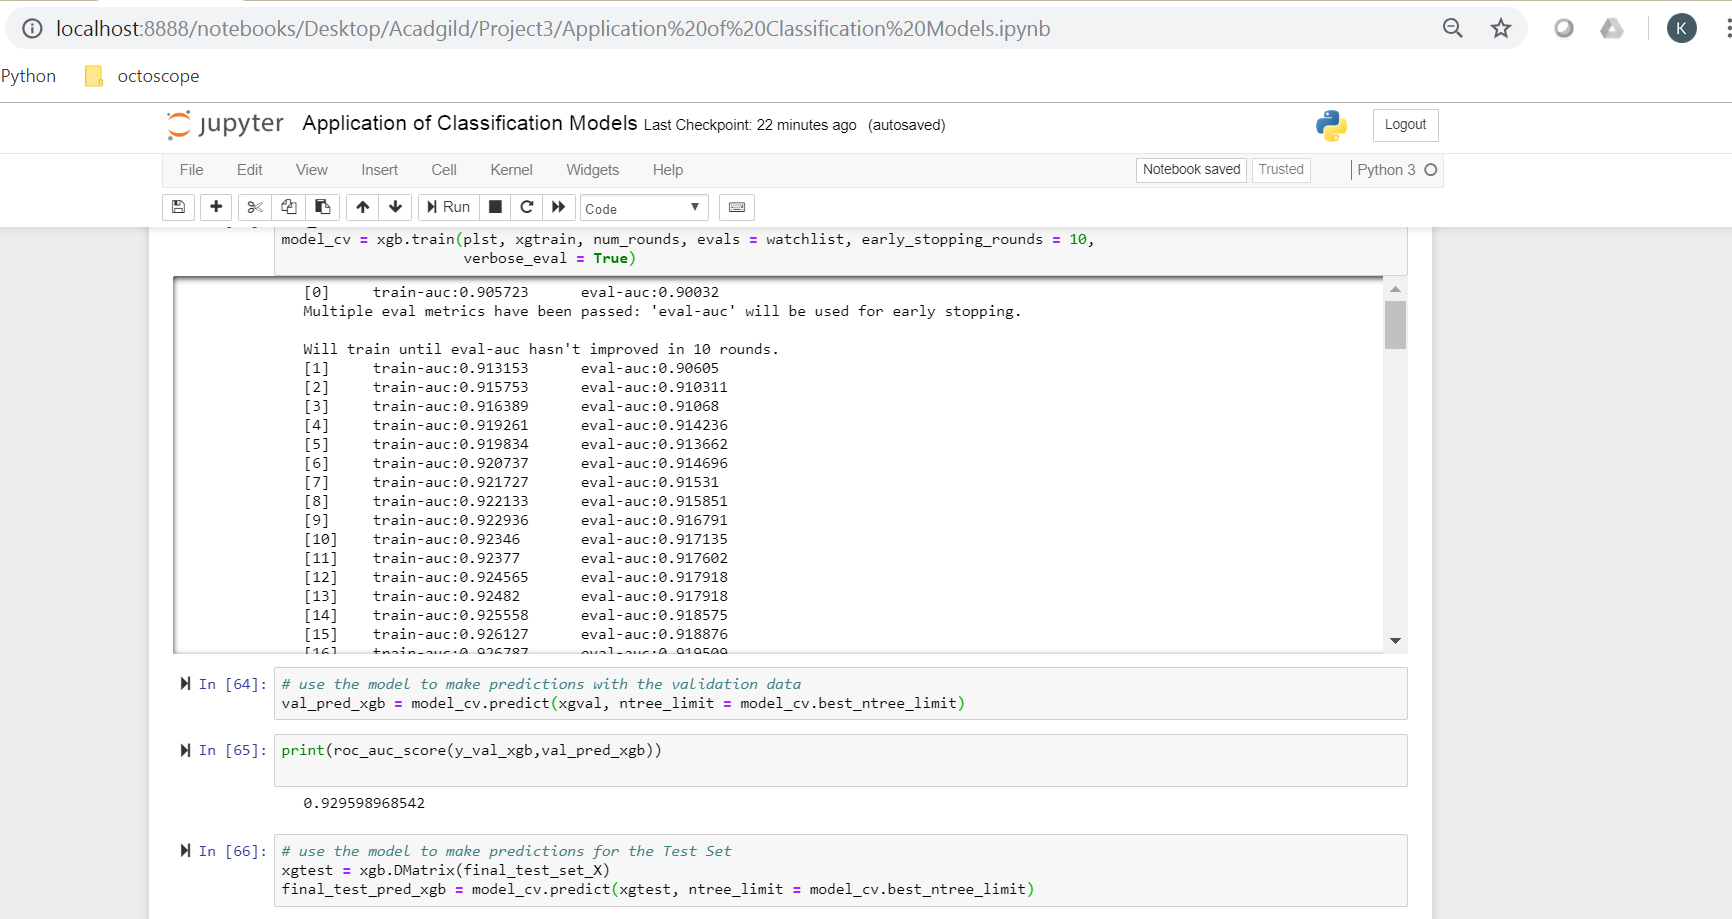 localhost:8888/notebooks/Desktop/Acadgild/Project3/Application%20of%20Classification%20Models.ipynb
K
Python octoscope
jupyter Application of Classification Models Last Checkpoint: 22 minutes ago (autosaved)
Logout
File Edit View Insert Cell Kernel Widgets Help
Notebook saved Trusted Python 3
Run Code
model_cv = xgb.train(plst, xgtrain, num_rounds, evals = watchlist, early_stopping_rounds = 10,
verbose_eval = True)
[0] train-auc:0.905723 eval-auc:0.90032
Multiple eval metrics have been passed: 'eval-auc' will be used for early stopping.
Will train until eval-auc hasn't improved in 10 rounds.
[1] train-auc:0.913153 eval-auc:0.90605
[2] train-auc:0.915753 eval-auc:0.910311
[3] train-auc:0.916389 eval-auc:0.91068
[4] train-auc:0.919261 eval-auc:0.914236
[5] train-auc:0.919834 eval-auc:0.913662
[6] train-auc:0.920737 eval-auc:0.914696
[7] train-auc:0.921727 eval-auc:0.91531
[8] train-auc:0.922133 eval-auc:0.915851
[9] train-auc:0.922936 eval-auc:0.916791
[10] train-auc:0.92346 eval-auc:0.917135
[11] train-auc:0.92377 eval-auc:0.917602
[12] train-auc:0.924565 eval-auc:0.917918
[13] train-auc:0.92482 eval-auc:0.917918
[14] train-auc:0.925558 eval-auc:0.918575
[15] train-auc:0.926127 eval-auc:0.918876
[16] train-auc:0.926787 eval-auc:0.919509
In [64]: # use the model to make predictions with the validation data
val_pred_xgb = model_cv.predict(xgval, ntree_limit = model_cv.best_ntree_limit)
In [65]: print(roc_auc_score(y_val_xgb,val_pred_xgb))
0.929598968542
In [66]: # use the model to make predictions for the Test Set
xgtest = xgb.DMatrix(final_test_set_X)
final_test_pred_xgb = model_cv.predict(xgtest, ntree_limit = model_cv.best_ntree_limit)